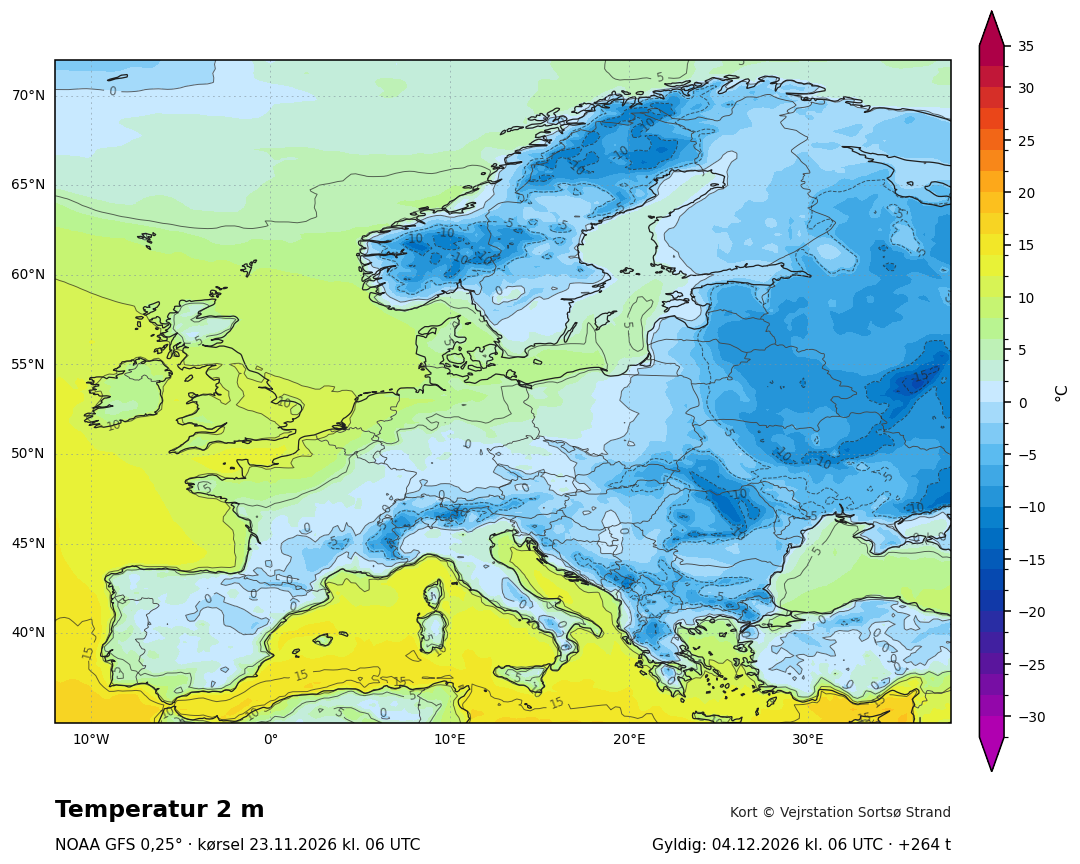 70°N
65°N
60°N
55°N
50°N
45°N
40°N
10°W
0°
10°E
20°E
30°E
35
30
25
20
15
10
5
0
−5
−10
−15
−20
−25
−30
°C
Temperatur 2 m
Kort © Vejrstation Sortsø Strand
NOAA GFS 0,25° · kørsel 23.11.2026 kl. 06 UTC
Gyldig: 04.12.2026 kl. 06 UTC · +264 t